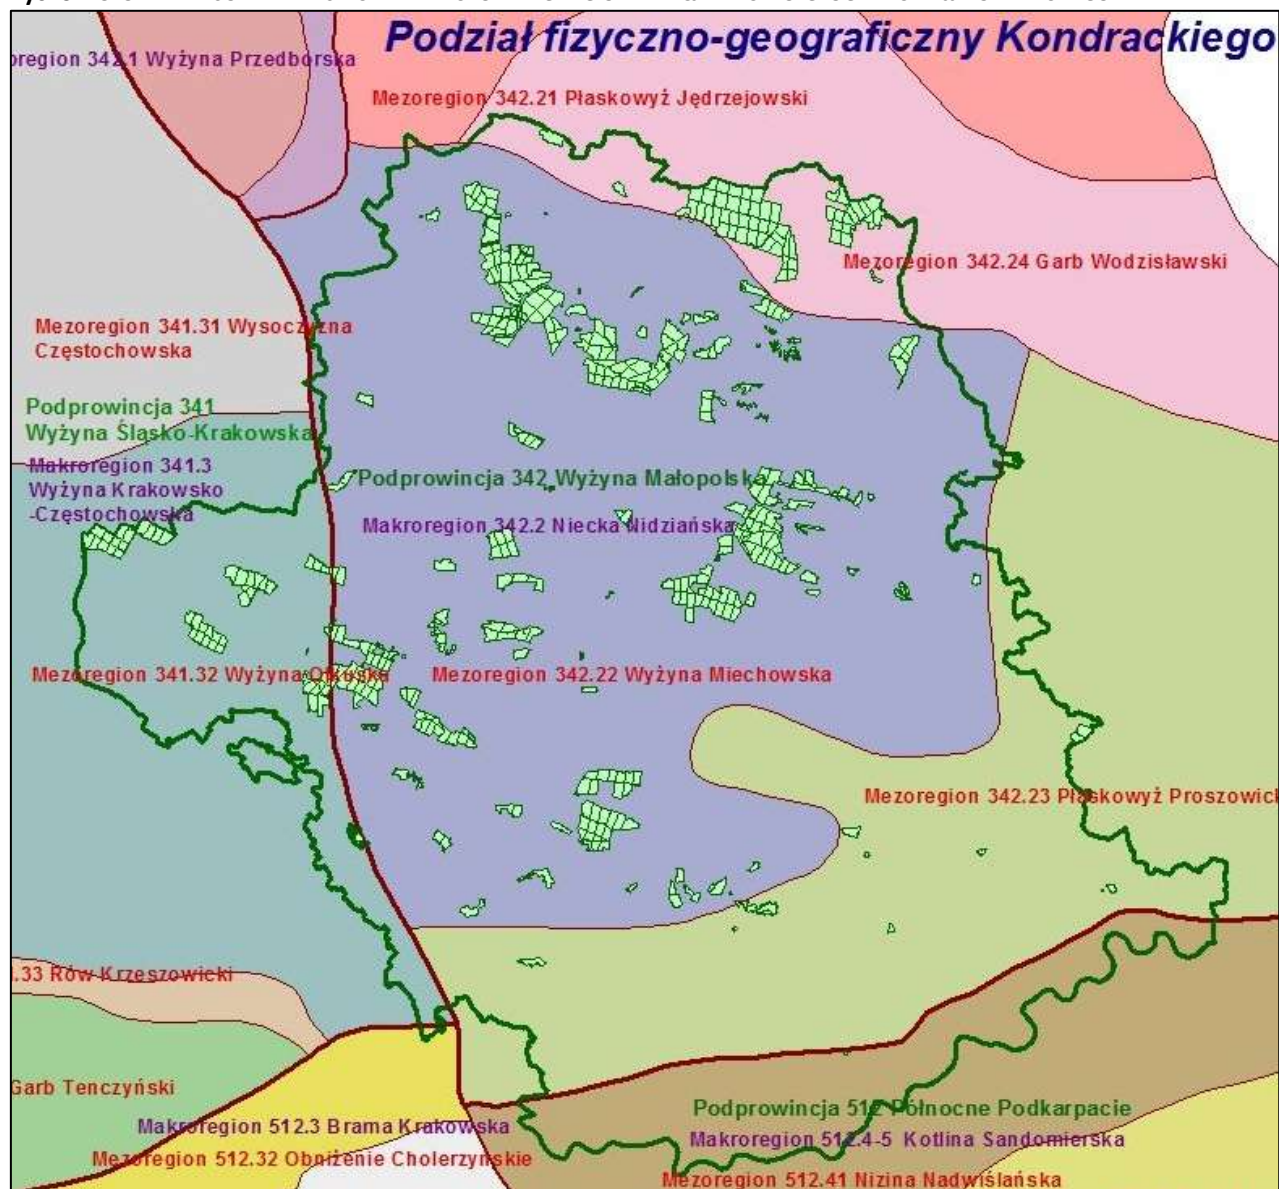 Podział fizyczno-geograficzny Kondrackiego
oregion 342.1 Wyżyna Przedborska
Mezoregion 342.21 Płaskowyż Jędrzejowski
Mezoregion 342.24 Garb Wodzisławski
Mezoregion 341.31 Wysoczyzna
Częstochowska
Podprowincja 341
Wyżyna Śląsko-Krakowska
Makroregion 341.3
Wyżyna Krakowsko
-Częstochowska
Podprowincja 342 Wyżyna Małopolska
Makroregion 342.2 Niecka Nidziańska
Mezoregion 341.32 Wyżyna Olkuska
Mezoregion 342.22 Wyżyna Miechowska
Mezoregion 342.23 Płaskowyż Proszowick
.33 Rów Krzeszowicki
Garb Tenczyński
Makroregion 512.3 Brama Krakowska
Mezoregion 512.32 Obniżenie Cholerzyńskie
Podprowincja 512 Północne Podkarpacie
Makroregion 512.4-5 Kotlina Sandomierska
Mezoregion 512.41 Nizina Nadwiślańska